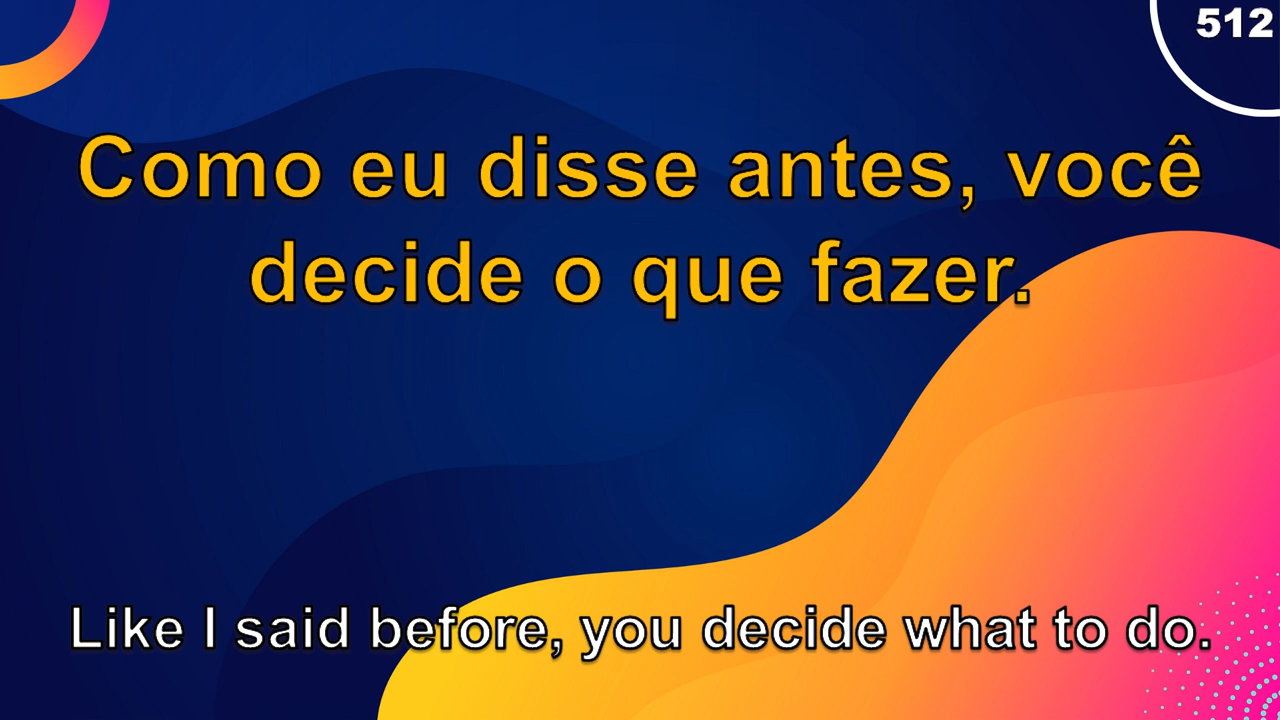 512
Como eu disse antes, você
decide o que fazer.
Like I said before, you decide what to do.